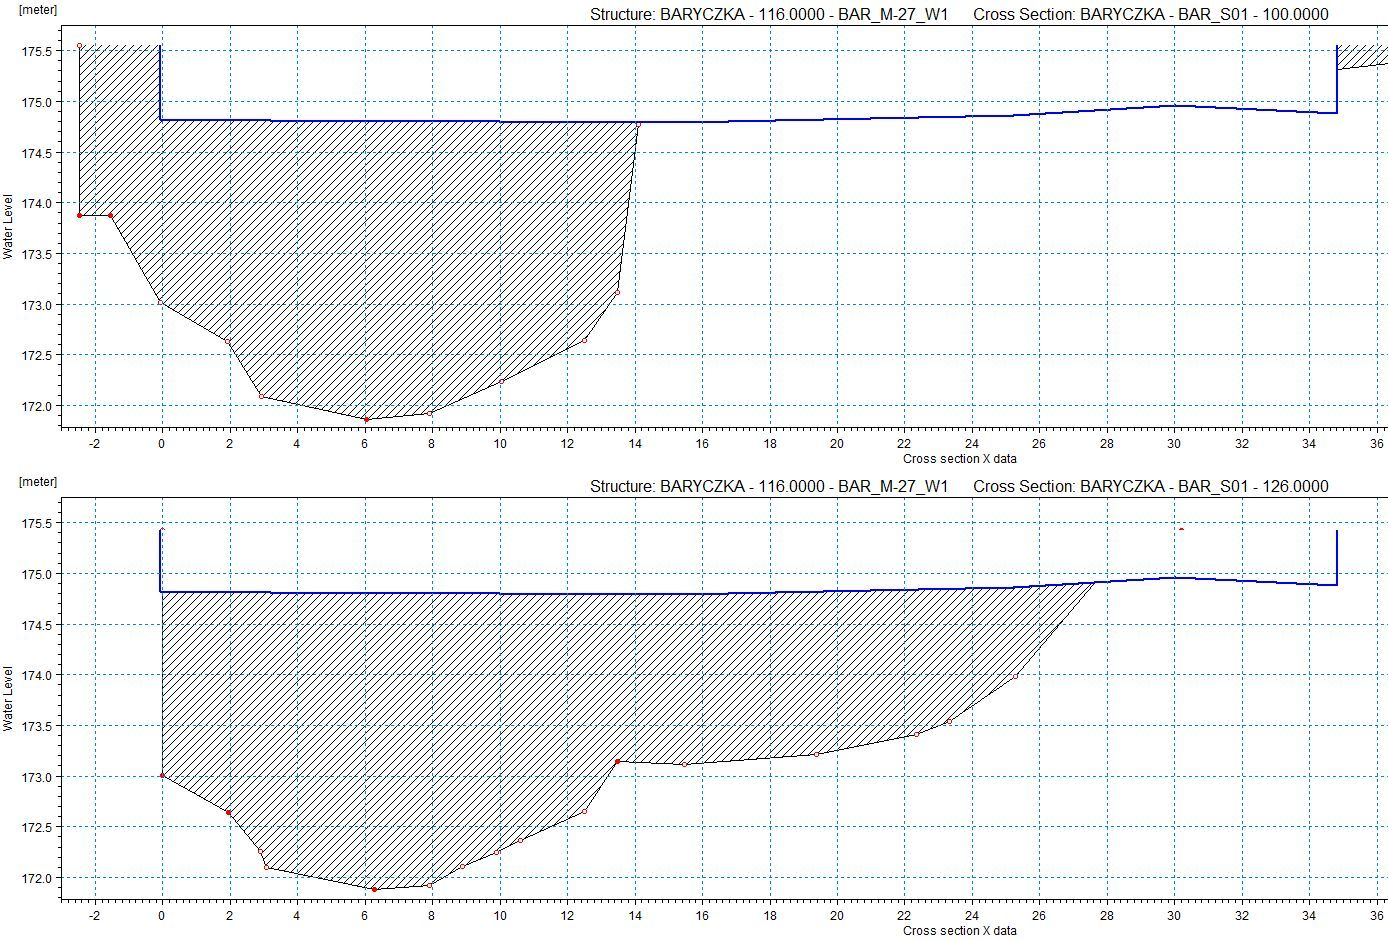 [meter]
Structure: BARYCZKA - 116.0000 - BAR_M-27_W1 Cross Section: BARYCZKA - BAR_S01 - 100.0000
175.5
175.0
174.5
174.0
173.5
173.0
172.5
172.0
Water Level
-2 0 2 4 6 8 10 12 14 16 18 20 22 24 26 28 30 32 34 36
Cross section X data
[meter]
Structure: BARYCZKA - 116.0000 - BAR_M-27_W1 Cross Section: BARYCZKA - BAR_S01 - 126.0000
175.5
175.0
174.5
174.0
173.5
173.0
172.5
172.0
Water Level
-2 0 2 4 6 8 10 12 14 16 18 20 22 24 26 28 30 32 34 36
Cross section X data